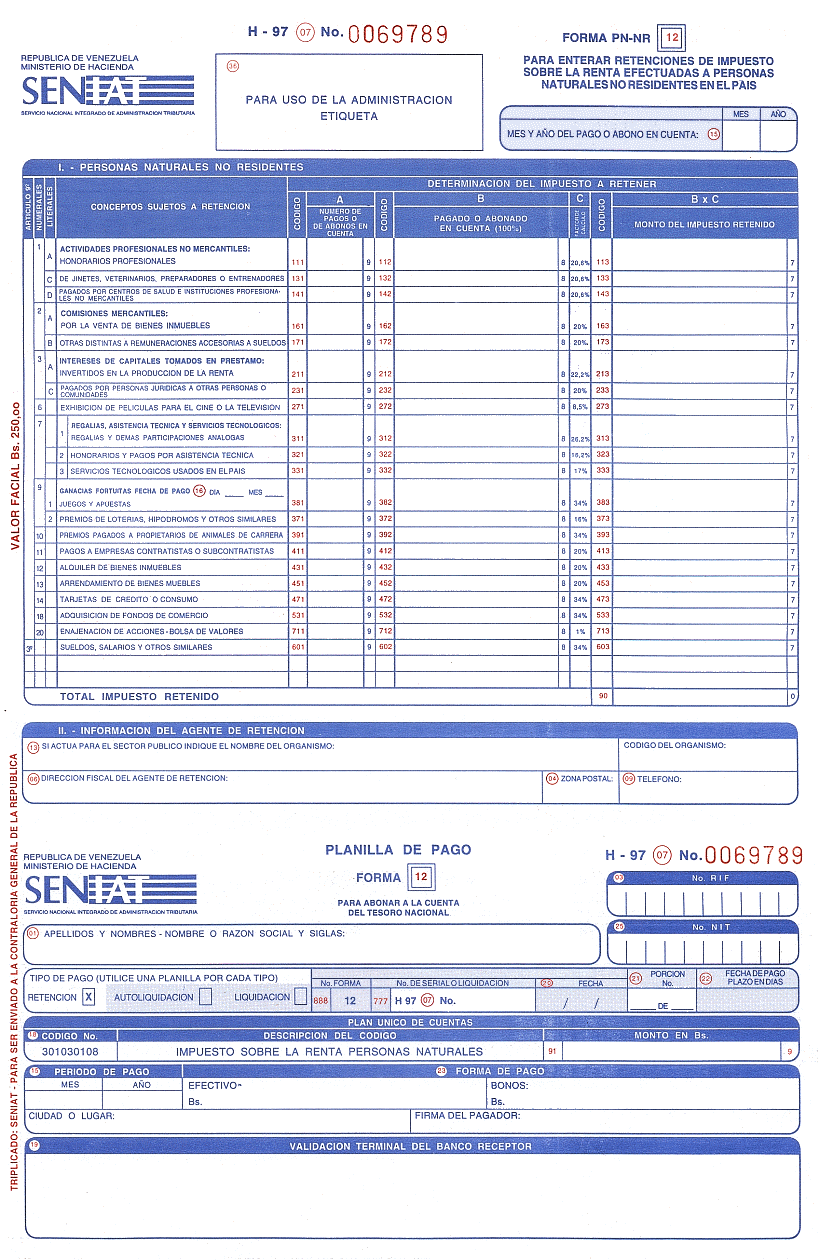 H - 97 07 No. 0069789
FORMA PN-NR 12
REPUBLICA DE VENEZUELA
MINISTERIO DE HACIENDA
SENIAT
SERVICIO NACIONAL INTEGRADO DE ADMINISTRACION TRIBUTARIA
36
PARA USO DE LA ADMINISTRACION
ETIQUETA
PARA ENTERAR RETENCIONES DE IMPUESTO
SOBRE LA RENTA EFECTUADAS A PERSONAS
NATURALES NO RESIDENTES EN EL PAIS
MES AÑO
MES Y AÑO DEL PAGO O ABONO EN CUENTA: 15
I. - PERSONAS NATURALES NO RESIDENTES
DETERMINACION DEL IMPUESTO A RETENER
ARTICULO 9º NUMERALES LITERALES CONCEPTOS SUJETOS A RETENCION CODIGO A NUMERO DE PAGOS O DE ABONOS EN CUENTA CODIGO B PAGADO O ABONADO EN CUENTA (100%) C FACTOR DE CALCULO CODIGO B x C MONTO DEL IMPUESTO RETENIDO
1 A ACTIVIDADES PROFESIONALES NO MERCANTILES:
HONORARIOS PROFESIONALES 111 9 112 8 20,6% 113 7
C DE JINETES, VETERINARIOS, PREPARADORES O ENTRENADORES 131 9 132 8 20,6% 133 7
D PAGADOS POR CENTROS DE SALUD E INSTITUCIONES PROFESIONA-
LES NO MERCANTILES 141 9 142 8 20,6% 143 7
2 A COMISIONES MERCANTILES:
POR LA VENTA DE BIENES INMUEBLES 161 9 162 8 20% 163 7
B OTRAS DISTINTAS A REMUNERACIONES ACCESORIAS A SUELDOS 171 9 172 8 20% 173 7
3 A INTERESES DE CAPITALES TOMADOS EN PRESTAMO:
INVERTIDOS EN LA PRODUCCION DE LA RENTA 211 9 212 8 22,2% 213 7
C PAGADOS POR PERSONAS JURIDICAS A OTRAS PERSONAS O
COMUNIDADES 231 9 232 8 20% 233 7
6 EXHIBICION DE PELICULAS PARA EL CINE O LA TELEVISION 271 9 272 8 8,5% 273 7
7 1 REGALIAS, ASISTENCIA TECNICA Y SERVICIOS TECNOLOGICOS:
REGALIAS Y DEMAS PARTICIPACIONES ANALOGAS 311 9 312 8 26,2% 313 7
2 HONORARIOS Y PAGOS POR ASISTENCIA TECNICA 321 9 322 8 16,2% 323 7
3 SERVICIOS TECNOLOGICOS USADOS EN EL PAIS 331 9 332 8 17% 333 7
9 GANACIAS FORTUITAS FECHA DE PAGO 16 DIA ____ MES ____
1 JUEGOS Y APUESTAS 381 9 382 8 34% 383 7
2 PREMIOS DE LOTERIAS, HIPODROMOS Y OTROS SIMILARES 371 9 372 8 16% 373 7
10 PREMIOS PAGADOS A PROPIETARIOS DE ANIMALES DE CARRERA 391 9 392 8 34% 393 7
11 PAGOS A EMPRESAS CONTRATISTAS O SUBCONTRATISTAS 411 9 412 8 20% 413 7
12 ALQUILER DE BIENES INMUEBLES 431 9 432 8 20% 433 7
13 ARRENDAMIENTO DE BIENES MUEBLES 451 9 452 8 20% 453 7
14 TARJETAS DE CREDITO O CONSUMO 471 9 472 8 34% 473 7
18 ADQUISICION DE FONDOS DE COMERCIO 531 9 532 8 34% 533 7
20 ENAJENACION DE ACCIONES-BOLSA DE VALORES 711 9 712 8 1% 713 7
3º SUELDOS, SALARIOS Y OTROS SIMILARES 601 9 602 8 34% 603 7
TOTAL IMPUESTO RETENIDO 90 0
VALOR FACIAL Bs. 250,oo
II. - INFORMACION DEL AGENTE DE RETENCION
13 SI ACTUA PARA EL SECTOR PUBLICO INDIQUE EL NOMBRE DEL ORGANISMO: CODIGO DEL ORGANISMO:
06 DIRECCION FISCAL DEL AGENTE DE RETENCION: 04 ZONA POSTAL: 09 TELEFONO:
TRIPLICADO: SENIAT - PARA SER ENVIADO A LA CONTRALORIA GENERAL DE LA REPUBLICA
REPUBLICA DE VENEZUELA
MINISTERIO DE HACIENDA
SENIAT
SERVICIO NACIONAL INTEGRADO DE ADMINISTRACION TRIBUTARIA
PLANILLA DE PAGO
FORMA 12
PARA ABONAR A LA CUENTA
DEL TESORO NACIONAL
H - 97 07 No. 0069789
03 No. RIF
25 No. NIT
01 APELLIDOS Y NOMBRES - NOMBRE O RAZON SOCIAL Y SIGLAS:
TIPO DE PAGO (UTILICE UNA PLANILLA POR CADA TIPO)
RETENCION X AUTOLIQUIDACION LIQUIDACION
No. FORMA No. DE SERIAL O LIQUIDACION 29 FECHA
888 12 777 H 97 07 No. / /
21 PORCION No.
____ DE ____
22 FECHA DE PAGO
PLAZO EN DIAS
PLAN UNICO DE CUENTAS
18 CODIGO No. DESCRIPCION DEL CODIGO MONTO EN Bs.
301030108 IMPUESTO SOBRE LA RENTA PERSONAS NATURALES 91 9
15 PERIODO DE PAGO 23 FORMA DE PAGO
MES AÑO EFECTIVO- BONOS:
Bs. Bs.
CIUDAD O LUGAR: FIRMA DEL PAGADOR:
19 VALIDACION TERMINAL DEL BANCO RECEPTOR